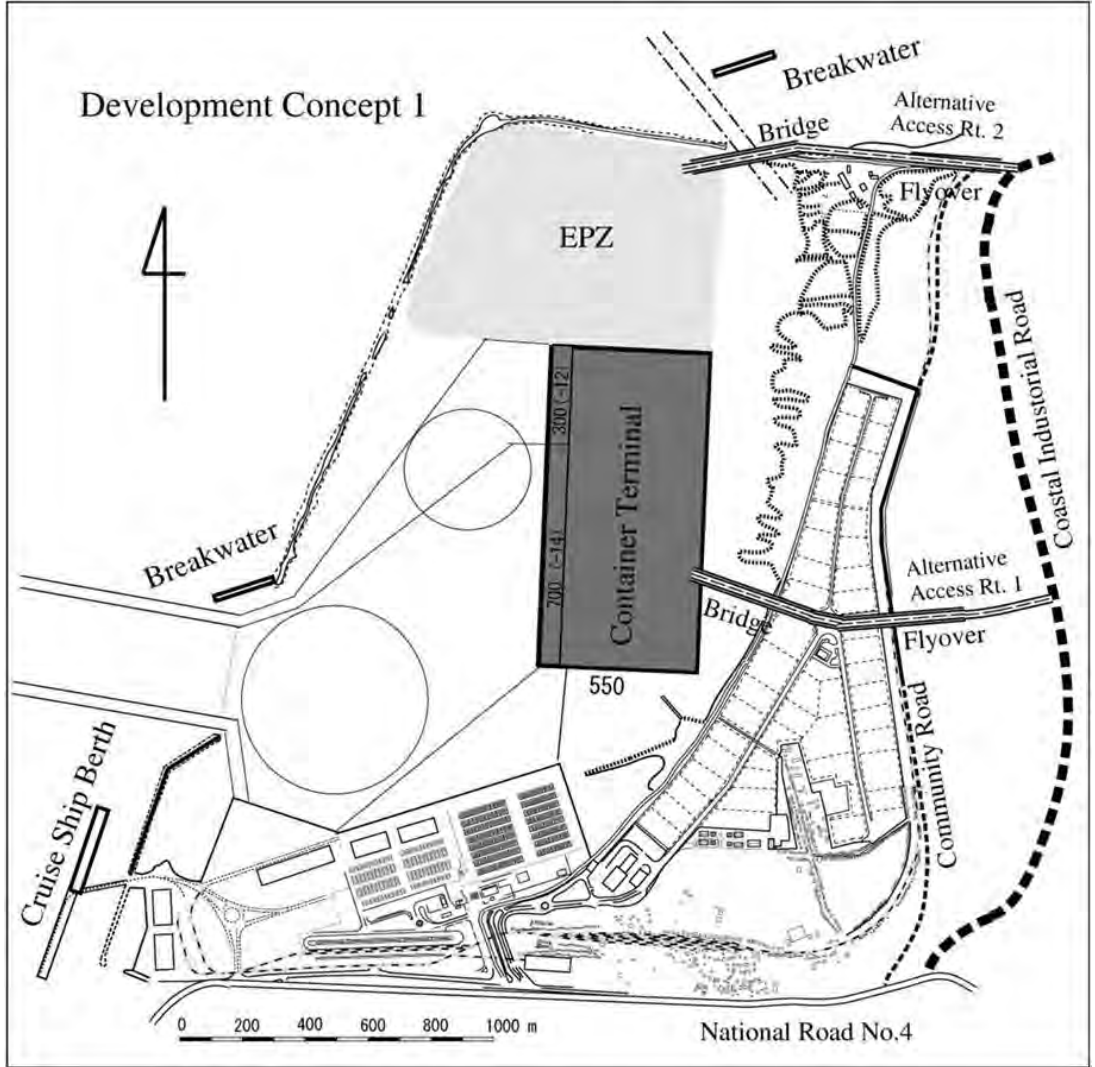 Development Concept 1
Breakwater
Alternative
Access Rt. 2
Bridge
Flyover
EPZ
300 (-12)
Container Terminal
700 (-14)
Coastal Industorial Road
Breakwater
Alternative
Access Rt. 1
Bridge
Flyover
550
Community Road
Cruise Ship Berth
0 200 400 600 800 1000 m
National Road No.4